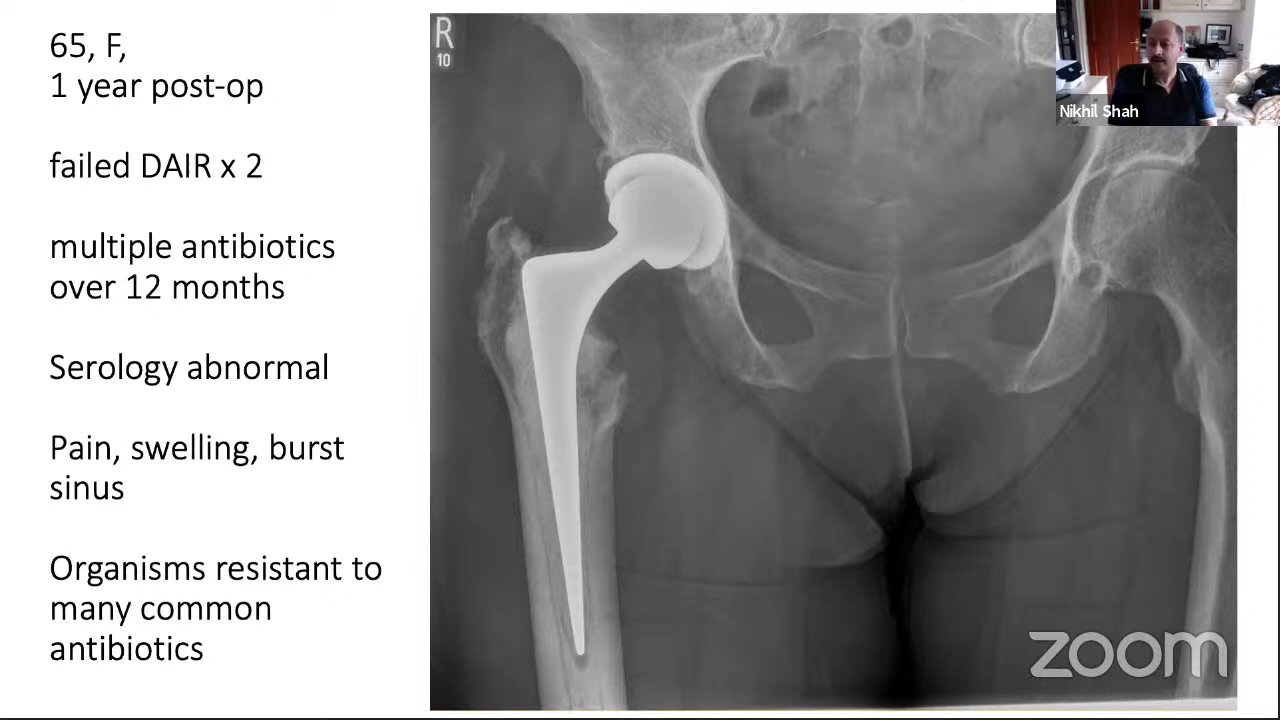 65, F,
1 year post-op
failed DAIR x 2
multiple antibiotics
over 12 months
Serology abnormal
Pain, swelling, burst
sinus
Organisms resistant to
many common
antibiotics
R
10
Nikhil Shah
zoom